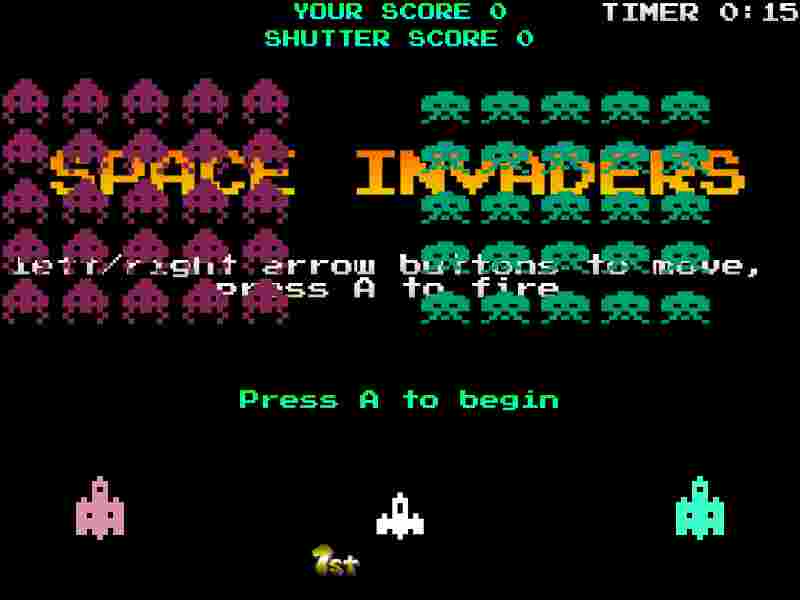 YOUR SCORE 0
TIMER 0:15
SHUTTER SCORE 0
SPACE INVADERS
left/right arrow buttons to move,
press A to fire
Press A to begin
1st